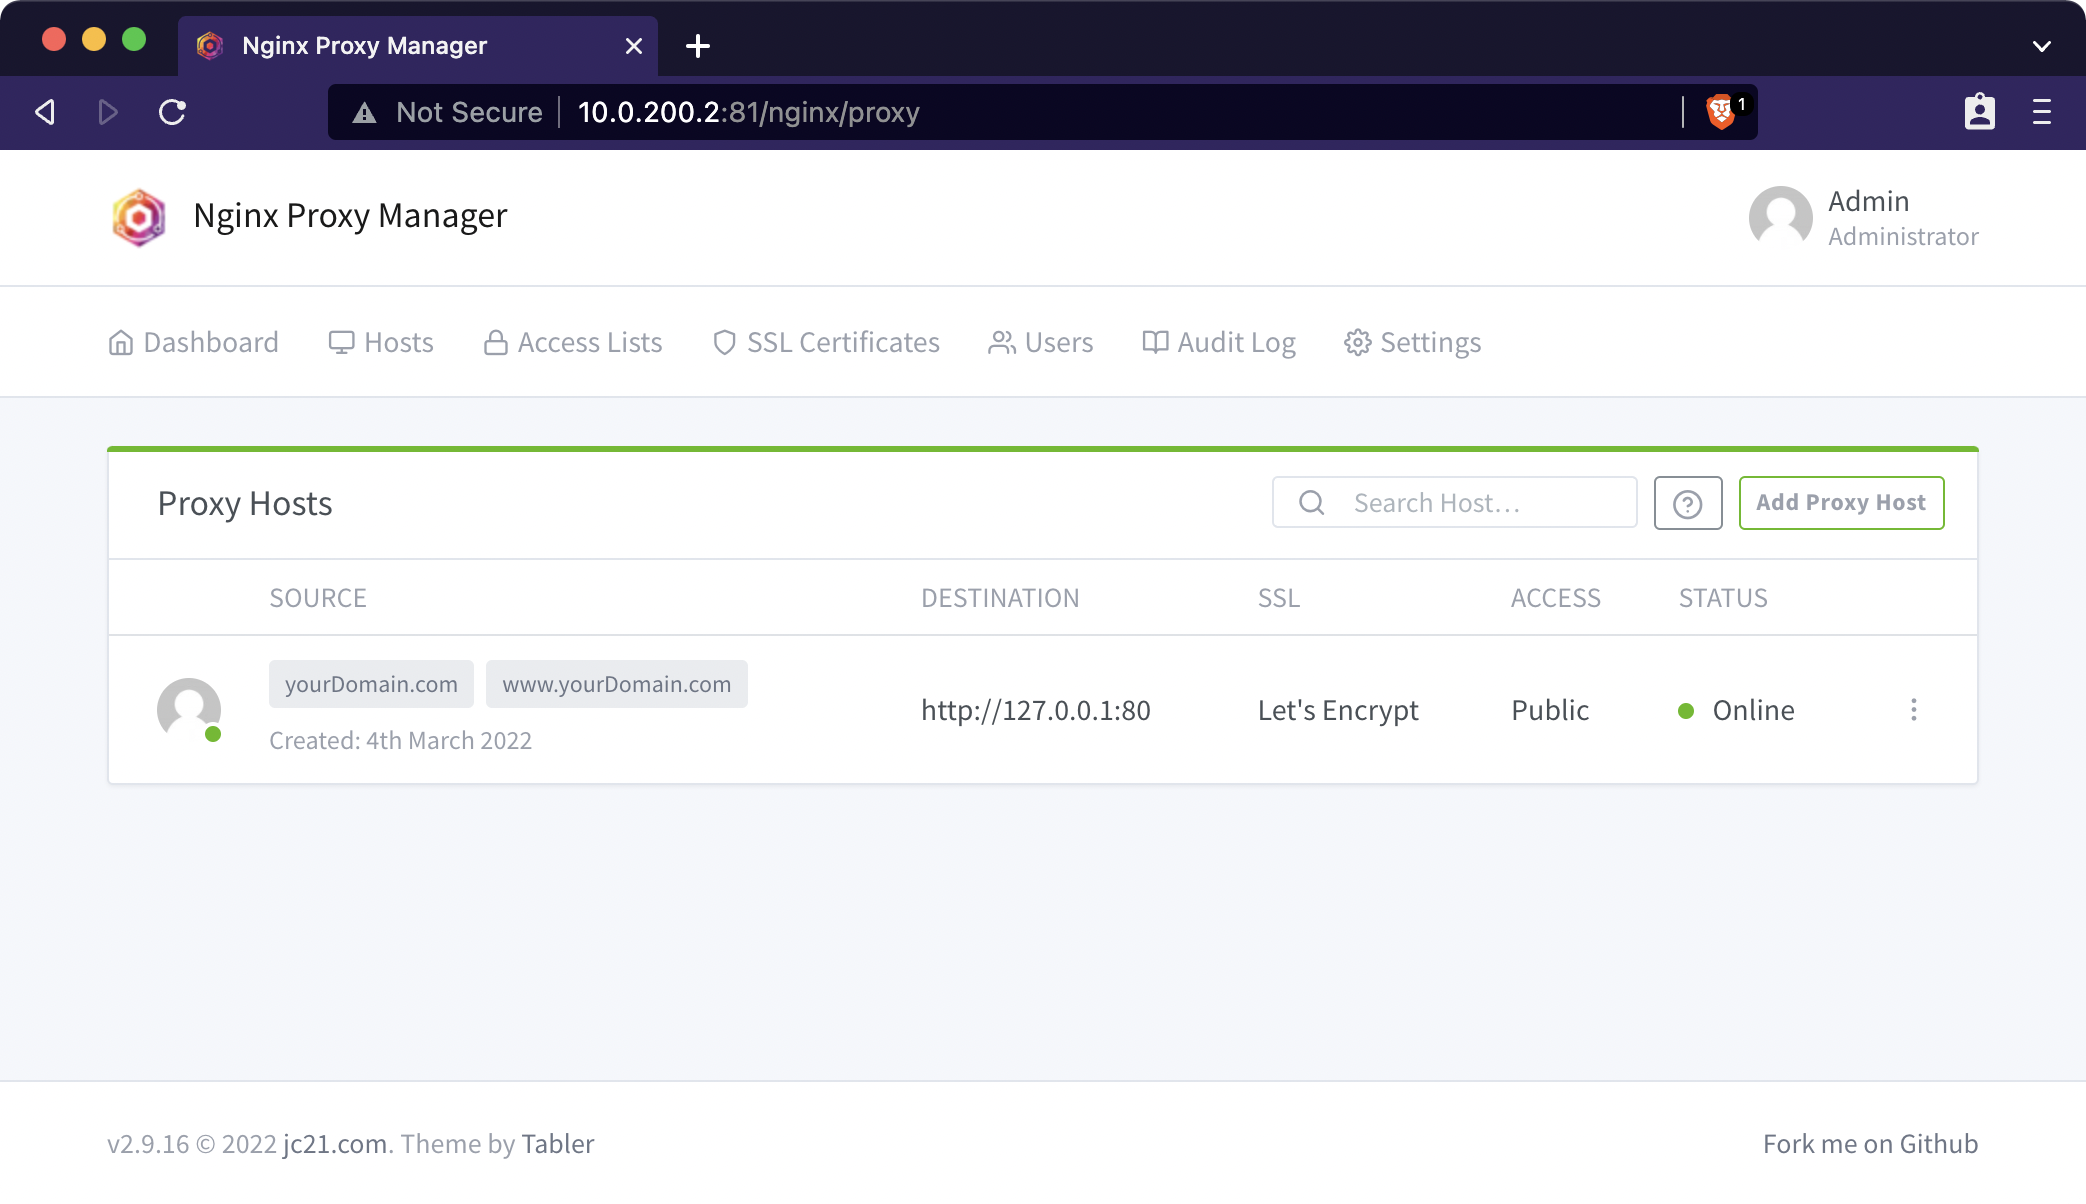 Nginx Proxy Manager
Not Secure 10.0.200.2:81/nginx/proxy 1
Nginx Proxy Manager
Admin
Administrator
Dashboard Hosts Access Lists SSL Certificates Users Audit Log Settings
Proxy Hosts Search Host… Add Proxy Host
SOURCE DESTINATION SSL ACCESS STATUS
yourDomain.com www.yourDomain.com
http://127.0.0.1:80 Let's Encrypt Public Online
Created: 4th March 2022
v2.9.16 © 2022 jc21.com. Theme by Tabler Fork me on Github